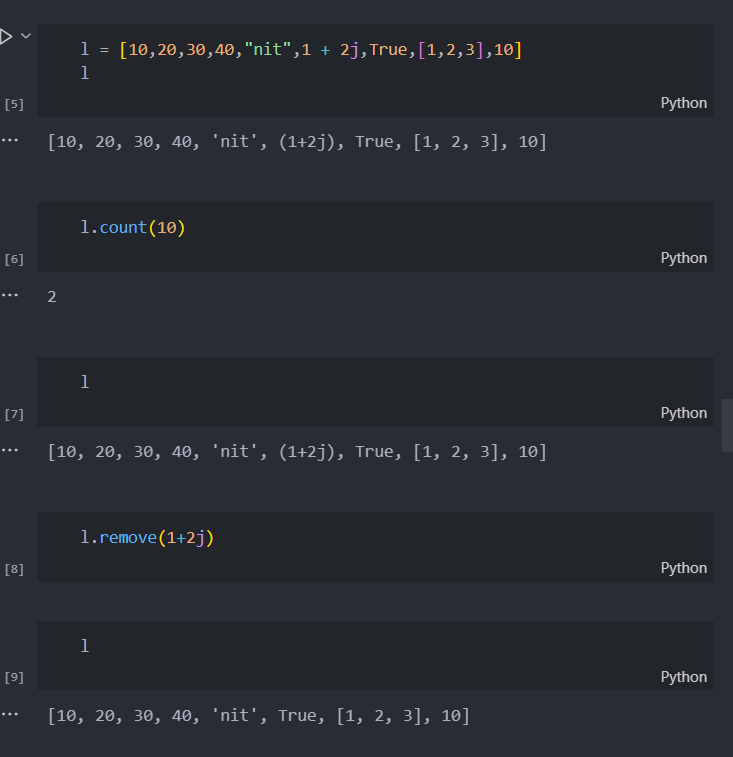 l = [10,20,30,40,"nit",1 + 2j,True,[1,2,3],10]
l
[5]
Python
[10, 20, 30, 40, 'nit', (1+2j), True, [1, 2, 3], 10]
l.count(10)
[6]
Python
2
l
[7]
Python
[10, 20, 30, 40, 'nit', (1+2j), True, [1, 2, 3], 10]
l.remove(1+2j)
[8]
Python
l
[9]
Python
[10, 20, 30, 40, 'nit', True, [1, 2, 3], 10]